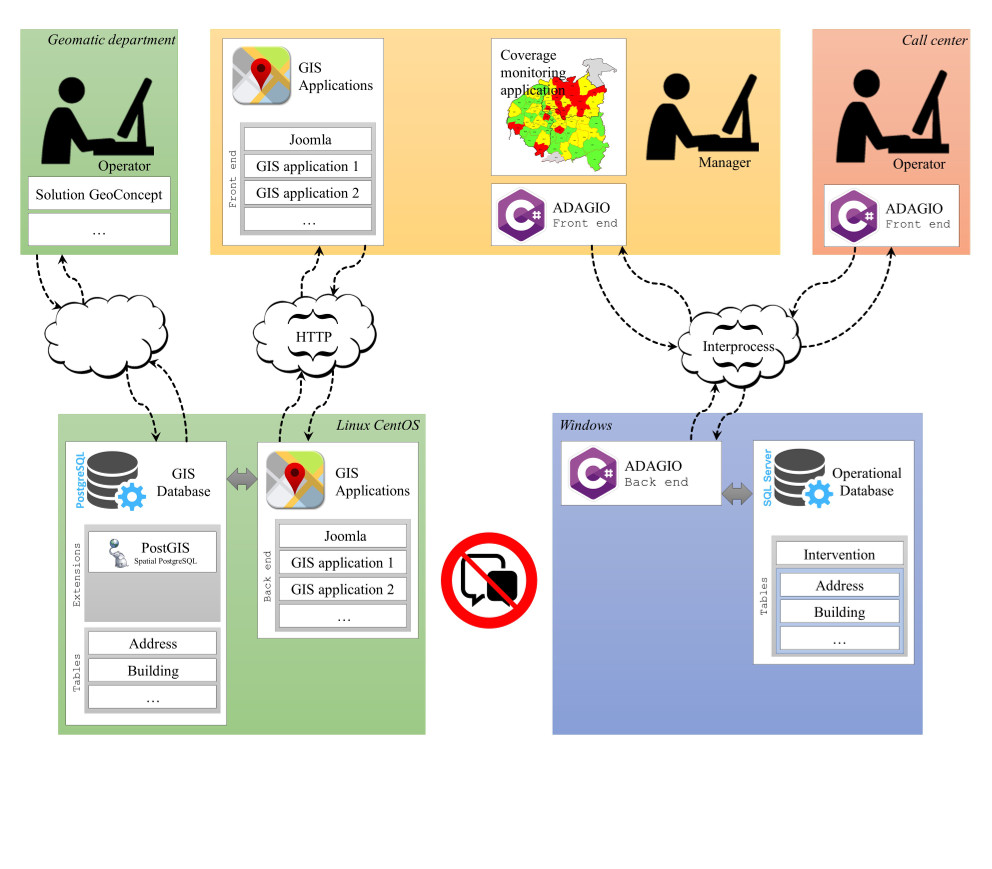 Geomatic department
Operator
Solution GeoConcept
...
GIS
Applications
Front end
Joomla
GIS application 1
GIS application 2
...
Coverage
monitoring
application
Manager
C#
ADAGIO
Front end
Call center
Operator
C#
ADAGIO
Front end
HTTP
Interprocess
Linux CentOS
PostgreSQL
GIS
Database
Extensions
PostGIS
Spatial PostgreSQL
Tables
Address
Building
...
GIS
Applications
Back end
Joomla
GIS application 1
GIS application 2
...
Windows
C#
ADAGIO
Back end
SQL Server
Operational
Database
Tables
Intervention
Address
Building
...